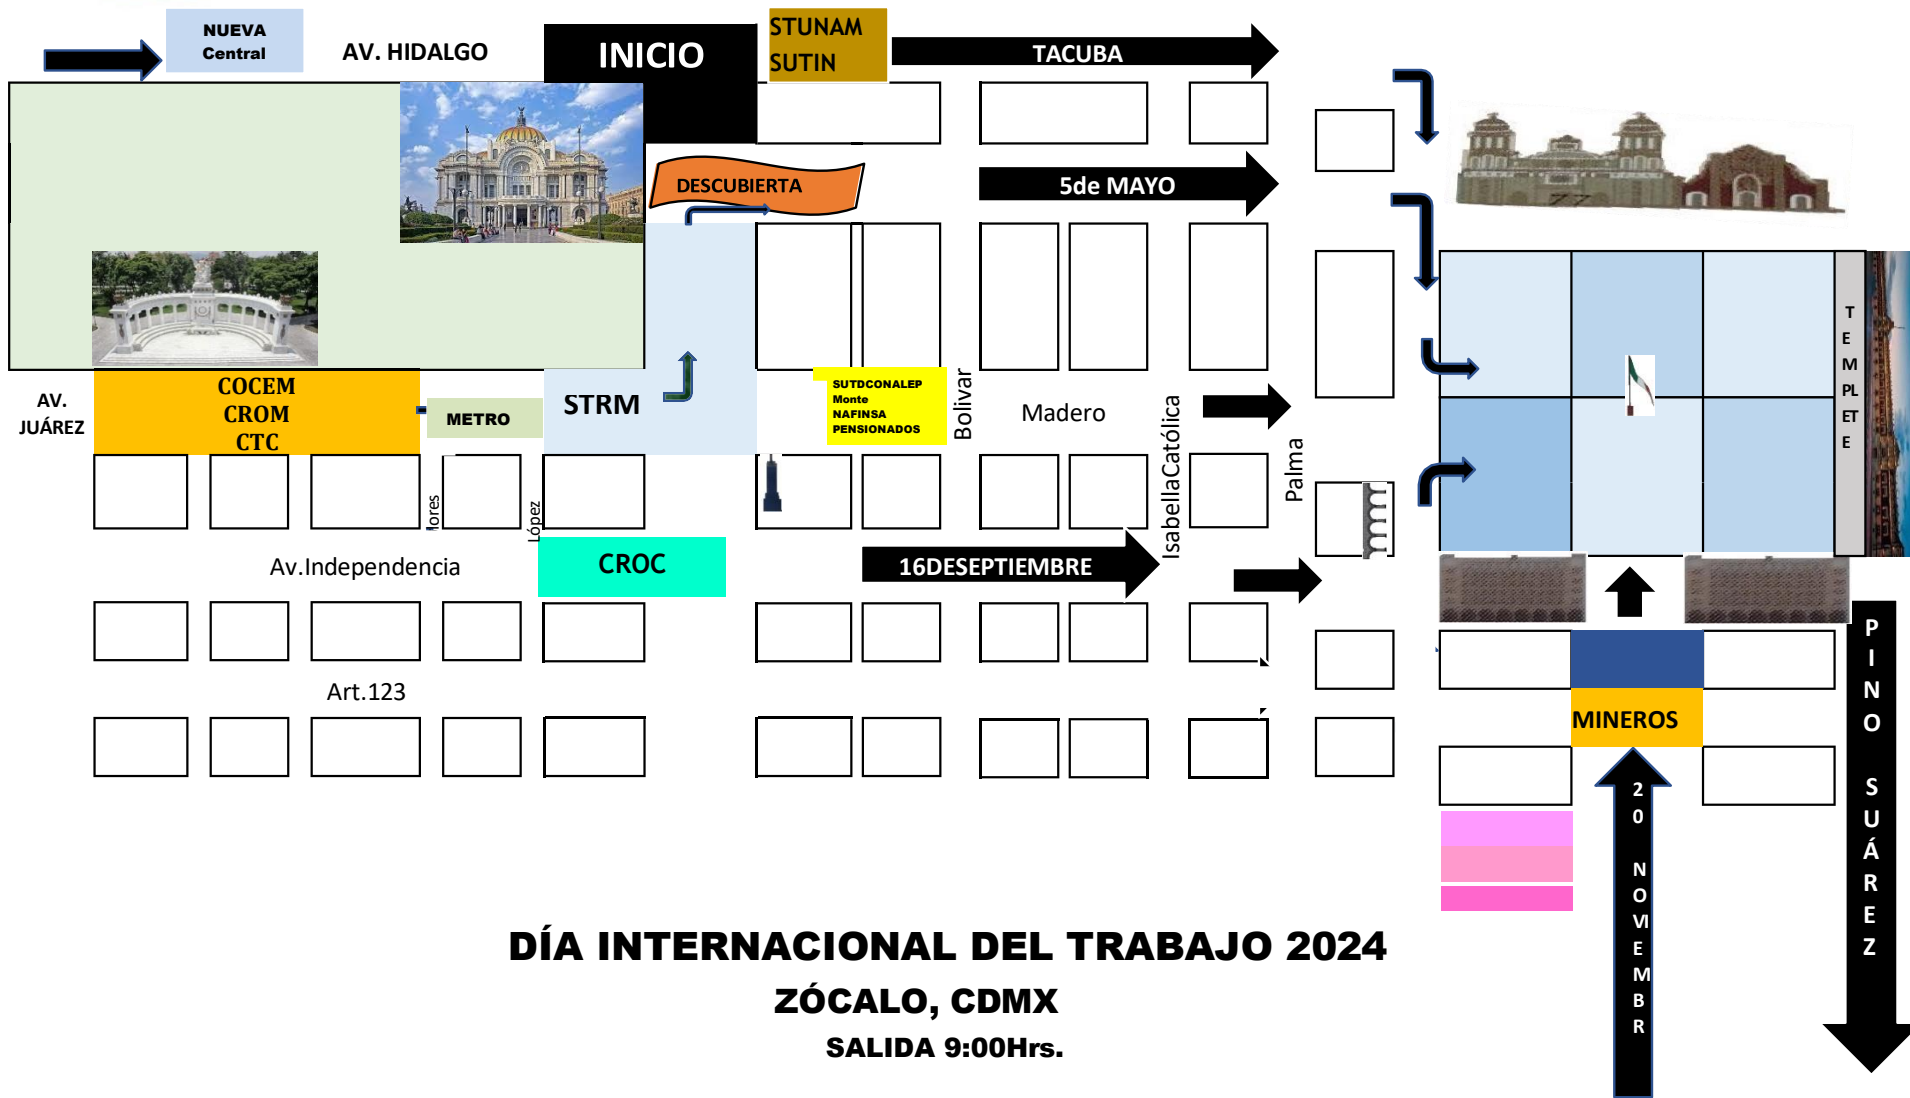 NUEVA
Central
AV. HIDALGO
INICIO
STUNAM
SUTIN
TACUBA
DESCUBIERTA
5de MAYO
AV.
JUÁREZ
COCEM
CROM
CTC
METRO
STRM
SUTDCONALEP
Monte
NAFINSA
PENSIONADOS
Bolivar
Madero
IsabellaCatólica
Palma
TEMPLETE
lores
López
Av.Independencia
CROC
16DESEPTIEMBRE
Art.123
MINEROS
20 NOVIEMBR
PINO SUÁREZ
DÍA INTERNACIONAL DEL TRABAJO 2024
ZÓCALO, CDMX
SALIDA 9:00Hrs.